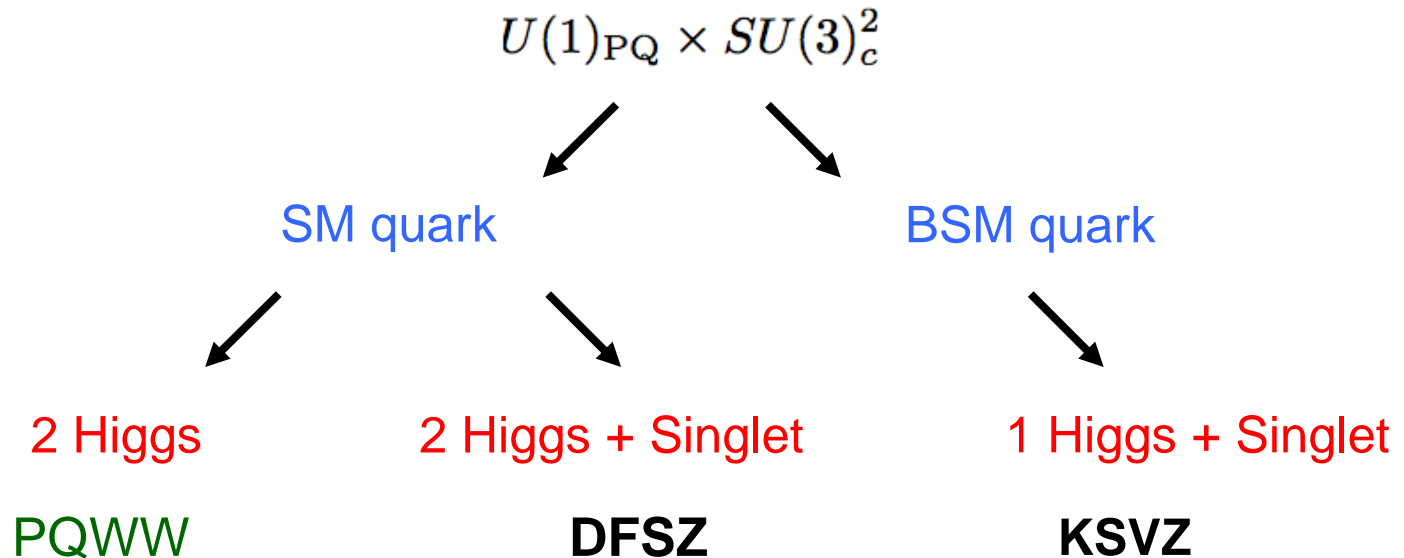 U(1)_PQ × SU(3)_c^2
SM quark
BSM quark
2 Higgs
2 Higgs + Singlet
1 Higgs + Singlet
PQWW
DFSZ
KSVZ